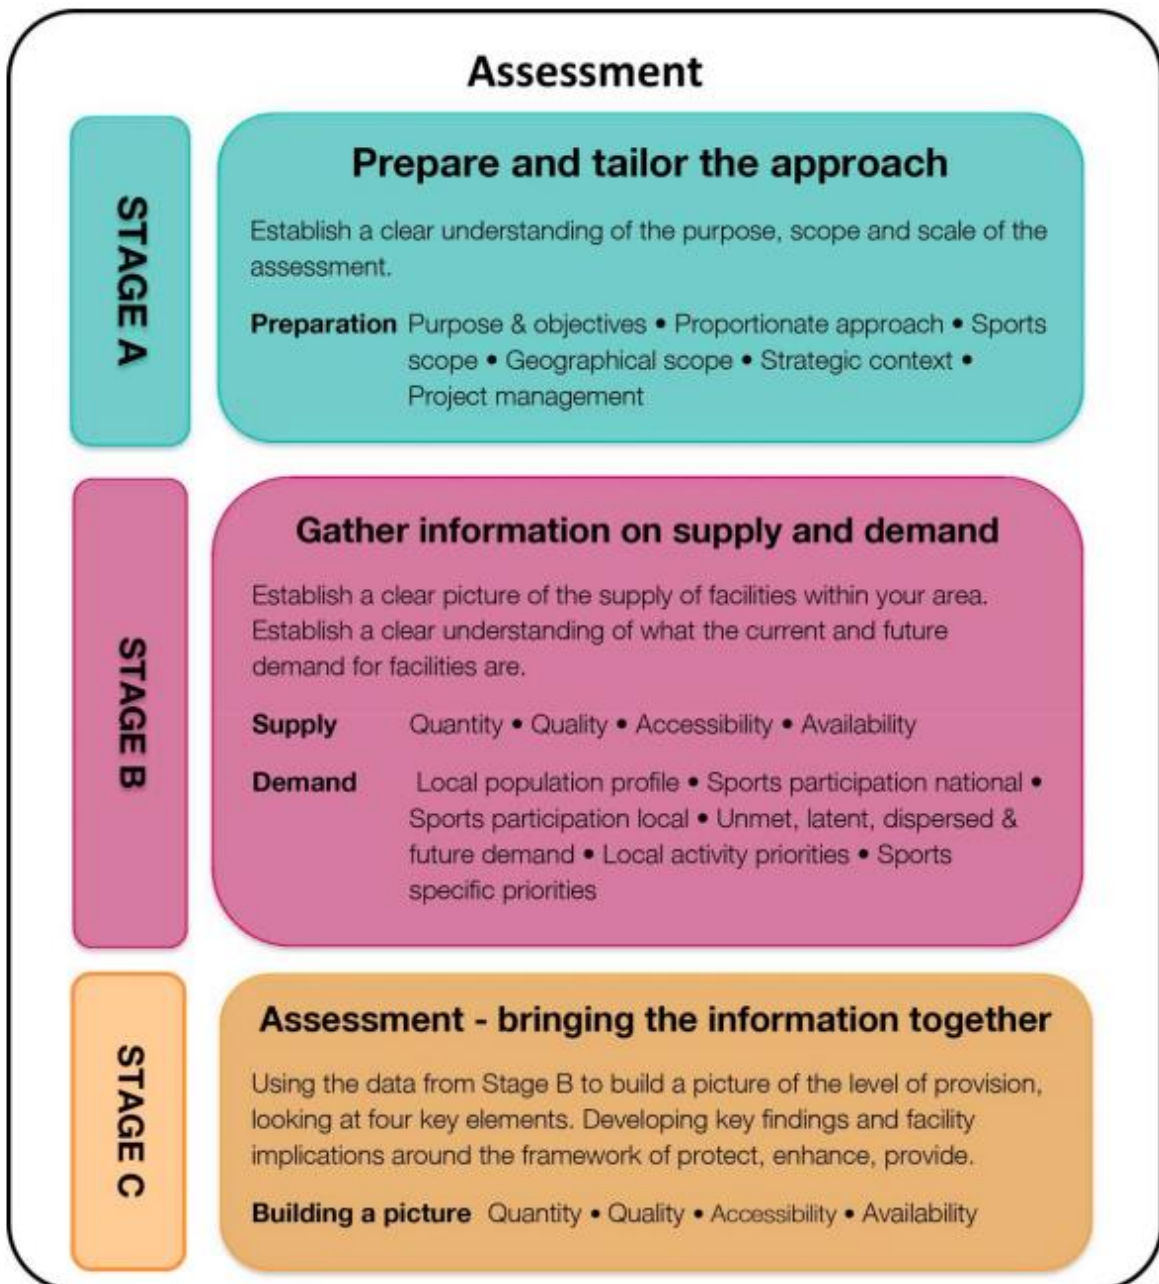 Assessment
STAGE A
Prepare and tailor the approach
Establish a clear understanding of the purpose, scope and scale of the
assessment.
Preparation Purpose & objectives • Proportionate approach • Sports
scope • Geographical scope • Strategic context •
Project management
STAGE B
Gather information on supply and demand
Establish a clear picture of the supply of facilities within your area.
Establish a clear understanding of what the current and future
demand for facilities are.
Supply Quantity • Quality • Accessibility • Availability
Demand Local population profile • Sports participation national •
Sports participation local • Unmet, latent, dispersed &
future demand • Local activity priorities • Sports
specific priorities
STAGE C
Assessment - bringing the information together
Using the data from Stage B to build a picture of the level of provision,
looking at four key elements. Developing key findings and facility
implications around the framework of protect, enhance, provide.
Building a picture Quantity • Quality • Accessibility • Availability